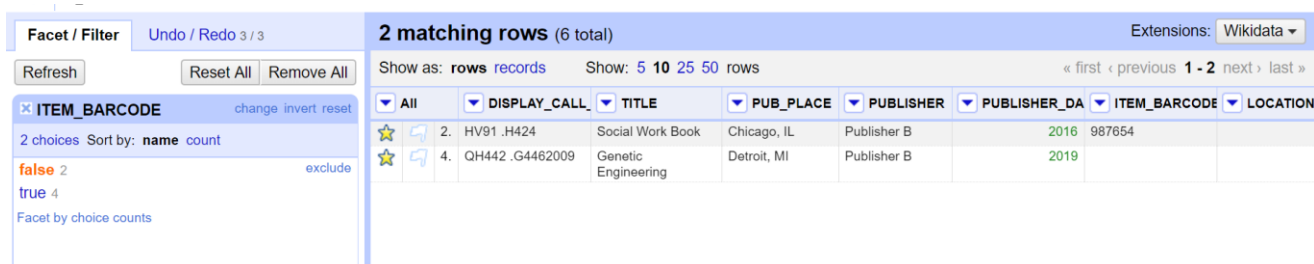 Facet / Filter Undo / Redo 3 / 3
Refresh Reset All Remove All
ITEM_BARCODE change invert reset
2 choices Sort by: name count
false 2 exclude
true 4
Facet by choice counts
2 matching rows (6 total) Extensions: Wikidata
Show as: rows records Show: 5 10 25 50 rows « first ‹ previous 1 - 2 next › last »
All DISPLAY_CALL_ TITLE PUB_PLACE PUBLISHER PUBLISHER_DA ITEM_BARCODE LOCATION
2. HV91 .H424 Social Work Book Chicago, IL Publisher B 2016 987654
4. QH442 .G4462009 Genetic Detroit, MI Publisher B 2019
Engineering